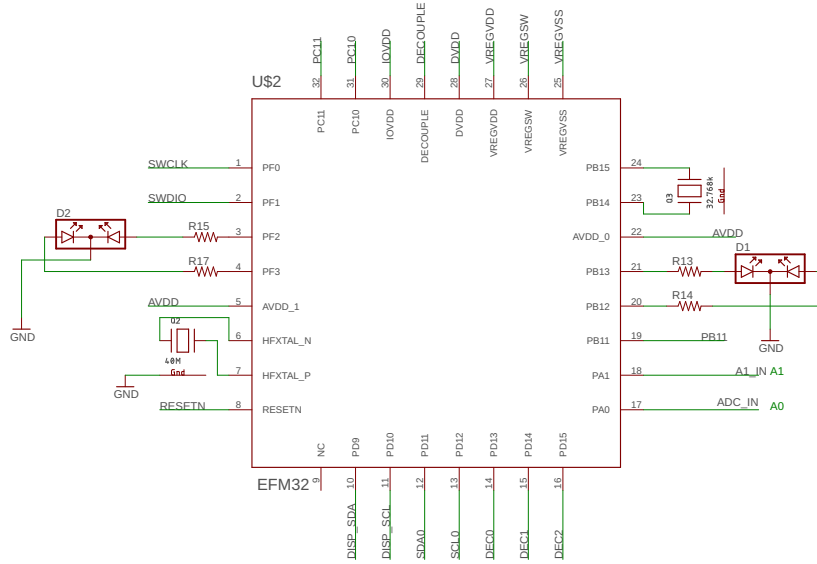 PC11
PC10
IOVDD
DECOUPLE
DVDD
VREGVDD
VREGSW
VREGVSS
U$2
32
31
30
29
28
27
26
25
PC11
PC10
IOVDD
DECOUPLE
DVDD
VREGVDD
VREGSW
VREGVSS
SWCLK 1 PF0
PB15 24
SWDIO 2 PF1
PB14 23
Q3
32.768k
Gnd
D2
R15 3 PF2
AVDD_0 22 AVDD
D1
R17 4 PF3
PB13 21 R13
AVDD 5 AVDD_1
PB12 20 R14
GND
Q2
40M
Gnd
6 HFXTAL_N
PB11 19 PB11
GND
7 HFXTAL_P
PA1 18 A1_IN A1
GND
RESETN 8 RESETN
PA0 17 ADC_IN A0
NC
PD9
PD10
PD11
PD12
PD13
PD14
PD15
EFM32
9
10
11
12
13
14
15
16
DISP_SDA
DISP_SCL
SDA0
SCL0
DEC0
DEC1
DEC2